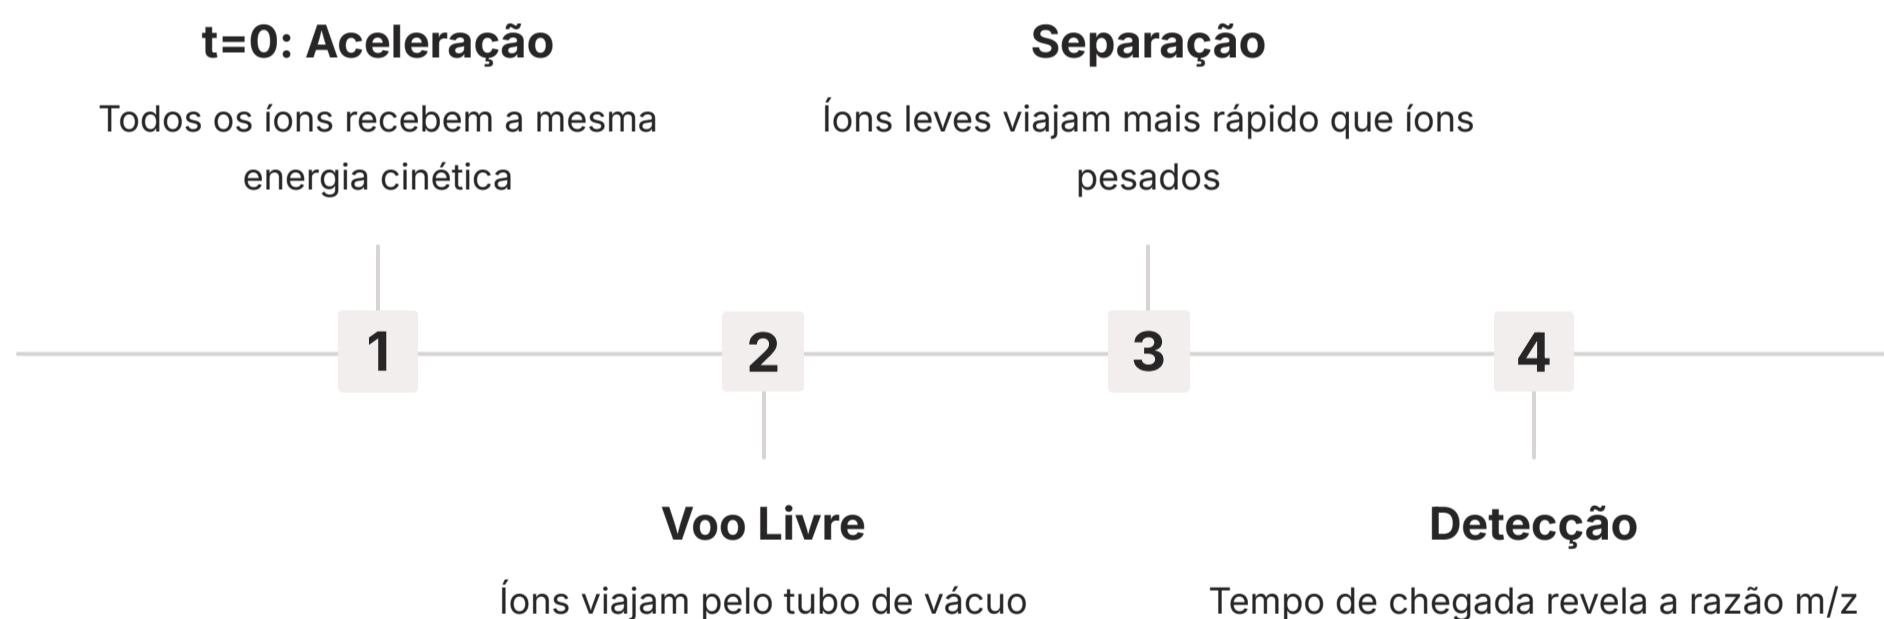 t=0: Aceleração
Todos os íons recebem a mesma
energia cinética
1
2
Voo Livre
Íons viajam pelo tubo de vácuo
Separação
Íons leves viajam mais rápido que íons
pesados
3
4
Detecção
Tempo de chegada revela a razão m/z